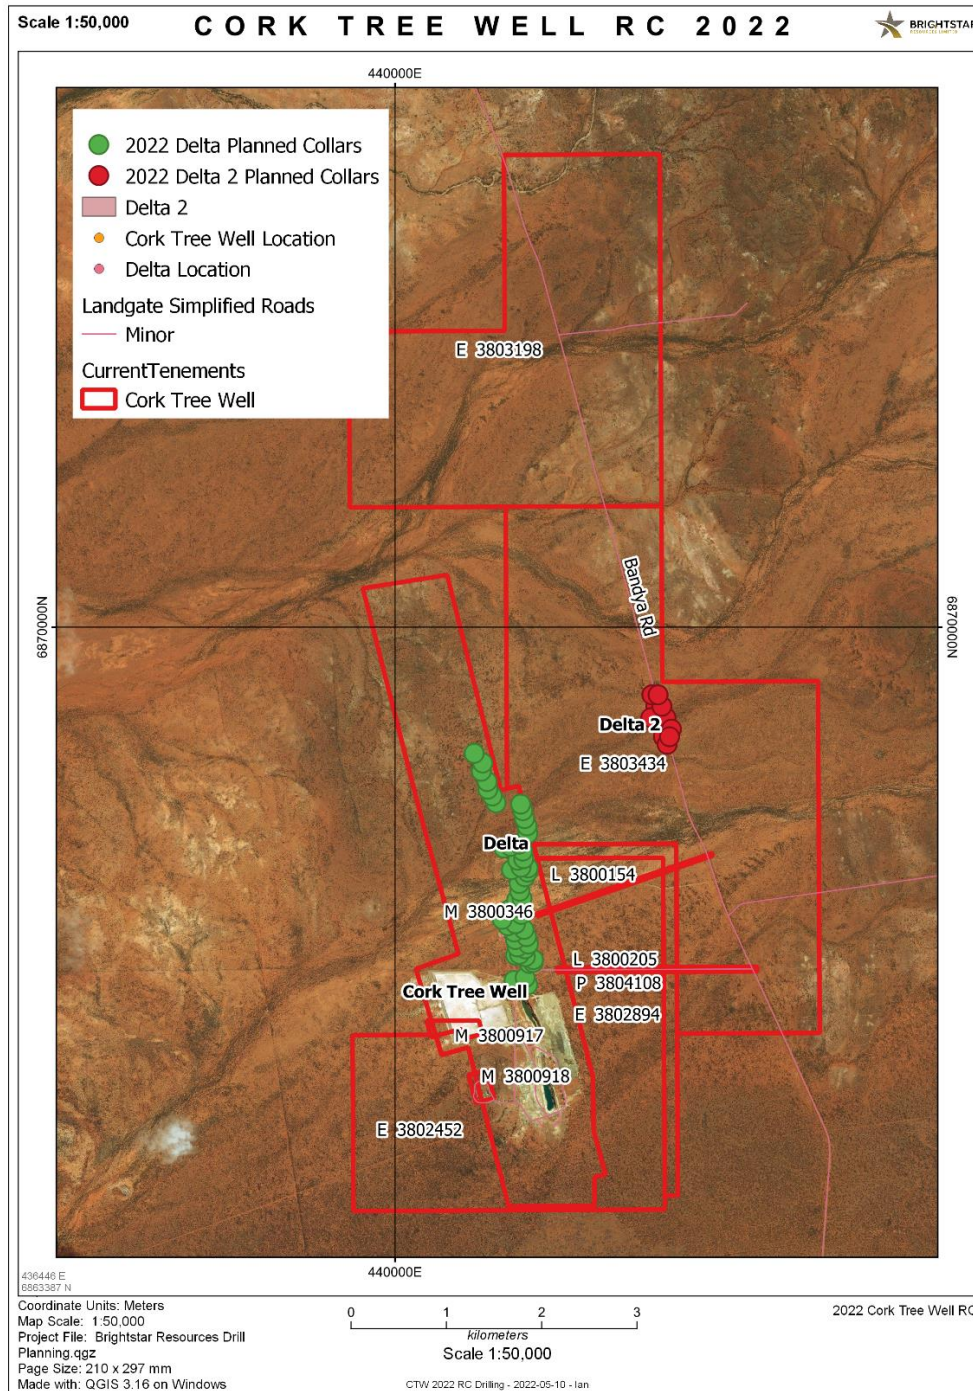 Scale 1:50,000
CORK TREE WELL RC 2022
BRIGHTSTAR
RESOURCES LIMITED
440000E
2022 Delta Planned Collars
2022 Delta 2 Planned Collars
Delta 2
Cork Tree Well Location
Delta Location
Landgate Simplified Roads
Minor
CurrentTenements
Cork Tree Well
E 3803198
Bandya Rd
6870000N
6870000N
Delta 2
E 3803434
Delta
L 3800154
M 3800346
L 3800205
P 3804108
Cork Tree Well
E 3802894
M 3800917
M 3800918
E 3802452
436446 E
6863387 N
440000E
Coordinate Units: Meters
Map Scale: 1:50,000
Project File: Brightstar Resources Drill
Planning.qgz
Page Size: 210 x 297 mm
Made with: QGIS 3.16 on Windows
0 1 2 3
kilometers
Scale 1:50,000
CTW 2022 RC Drilling - 2022-05-10 - Ian
2022 Cork Tree Well RC